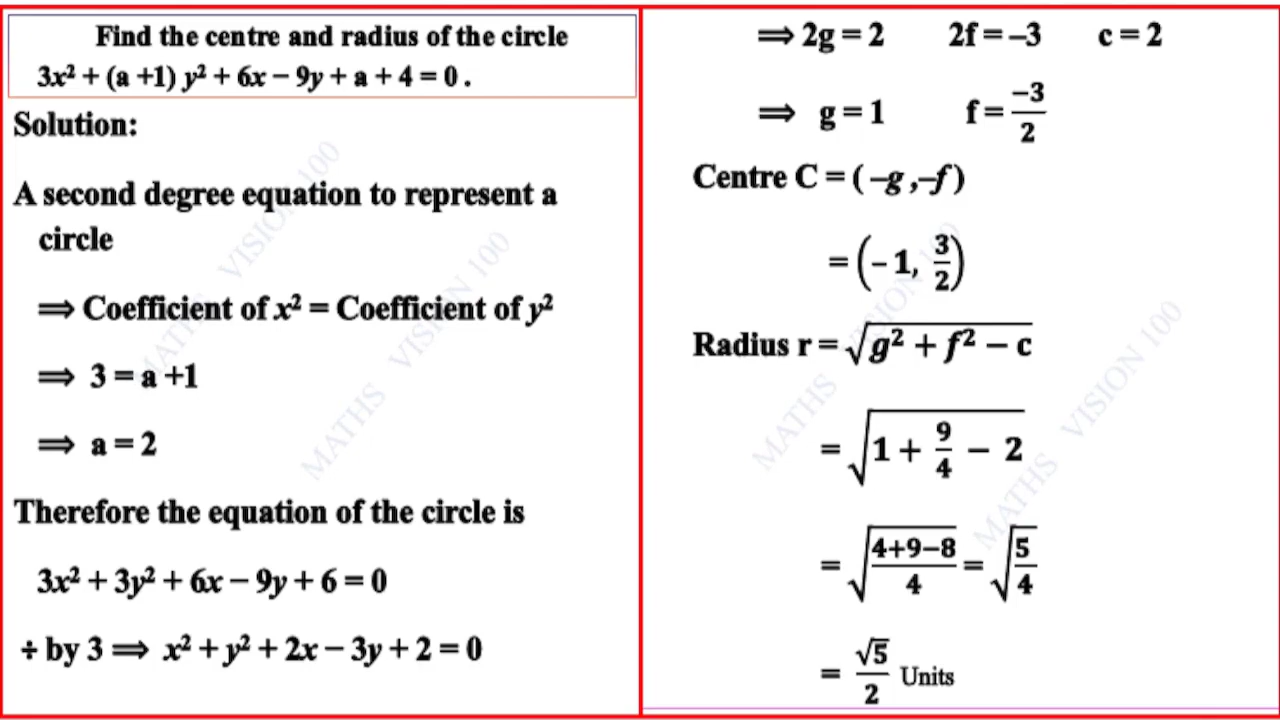 Find the centre and radius of the circle
3x² + (a +1) y² + 6x – 9y + a + 4 = 0 .
Solution:
A second degree equation to represent a
circle
⟹ Coefficient of x² = Coefficient of y²
⟹ 3 = a +1
⟹ a = 2
Therefore the equation of the circle is
3x² + 3y² + 6x – 9y + 6 = 0
÷ by 3 ⟹ x² + y² + 2x – 3y + 2 = 0
⟹ 2g = 2 2f = –3 c = 2
⟹ g = 1 f = –3/2
Centre C = ( –g ,–f )
= (– 1, 3/2)
Radius r = √(g² + f² – c)
= √(1 + 9/4 – 2)
= √((4+9–8)/4) = √(5/4)
= √5/2 Units
MATHS VISION 100
MATHS VISION 100
MATHS VISION 100
MATHS VISION 100